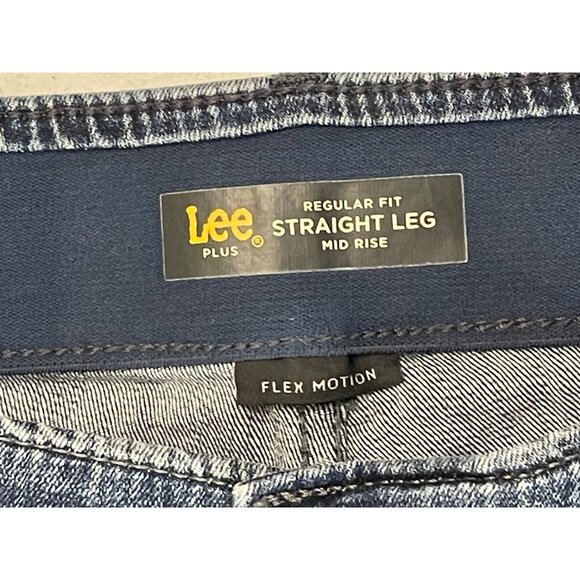 Lee®
PLUS
REGULAR FIT
STRAIGHT LEG
MID RISE
FLEX MOTION